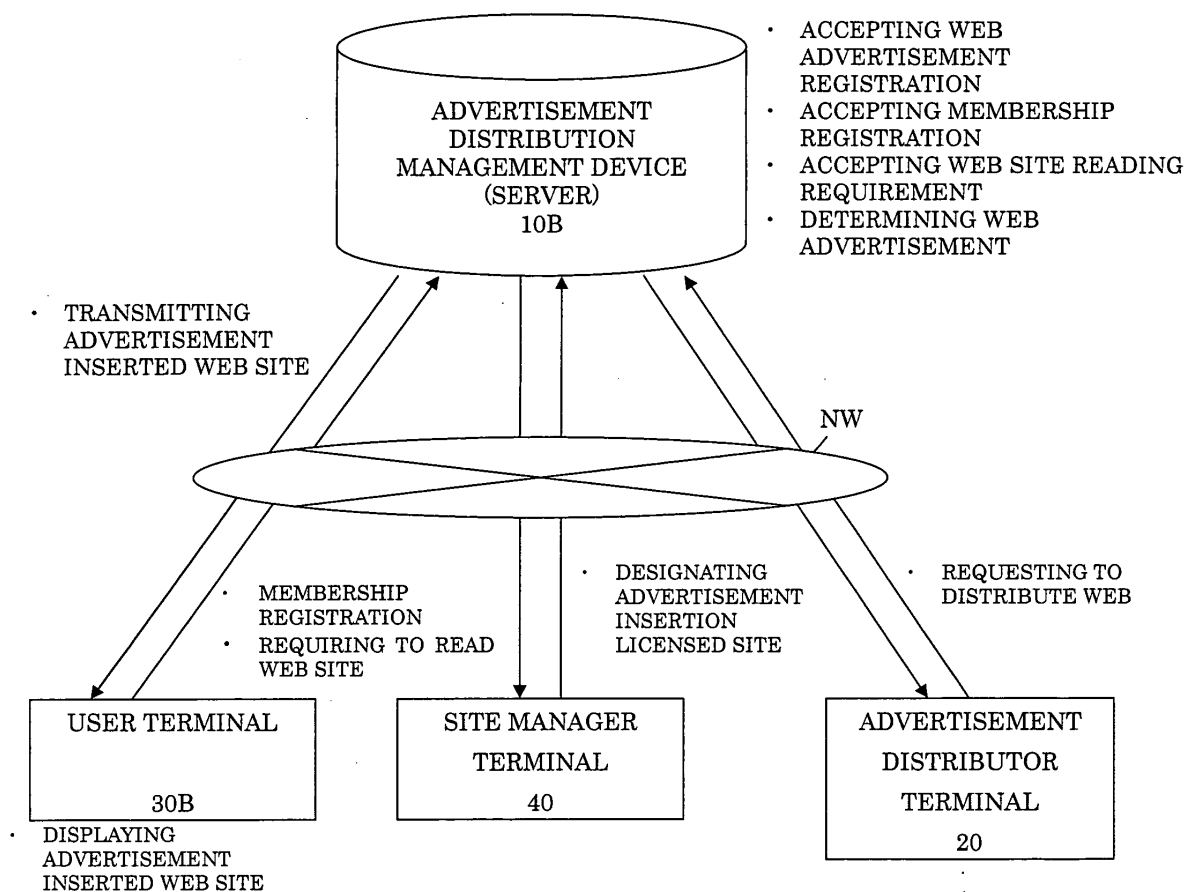 ADVERTISEMENT
DISTRIBUTION
MANAGEMENT DEVICE
(SERVER)
10B
· ACCEPTING WEB
ADVERTISEMENT
REGISTRATION
· ACCEPTING MEMBERSHIP
REGISTRATION
· ACCEPTING WEB SITE READING
REQUIREMENT
· DETERMINING WEB
ADVERTISEMENT
· TRANSMITTING
ADVERTISEMENT
INSERTED WEB SITE
NW
· MEMBERSHIP
REGISTRATION
· REQUIRING TO READ
WEB SITE
· DESIGNATING
ADVERTISEMENT
INSERTION
LICENSED SITE
· REQUESTING TO
DISTRIBUTE WEB
USER TERMINAL
30B
· DISPLAYING
ADVERTISEMENT
INSERTED WEB SITE
SITE MANAGER
TERMINAL
40
ADVERTISEMENT
DISTRIBUTOR
TERMINAL
20